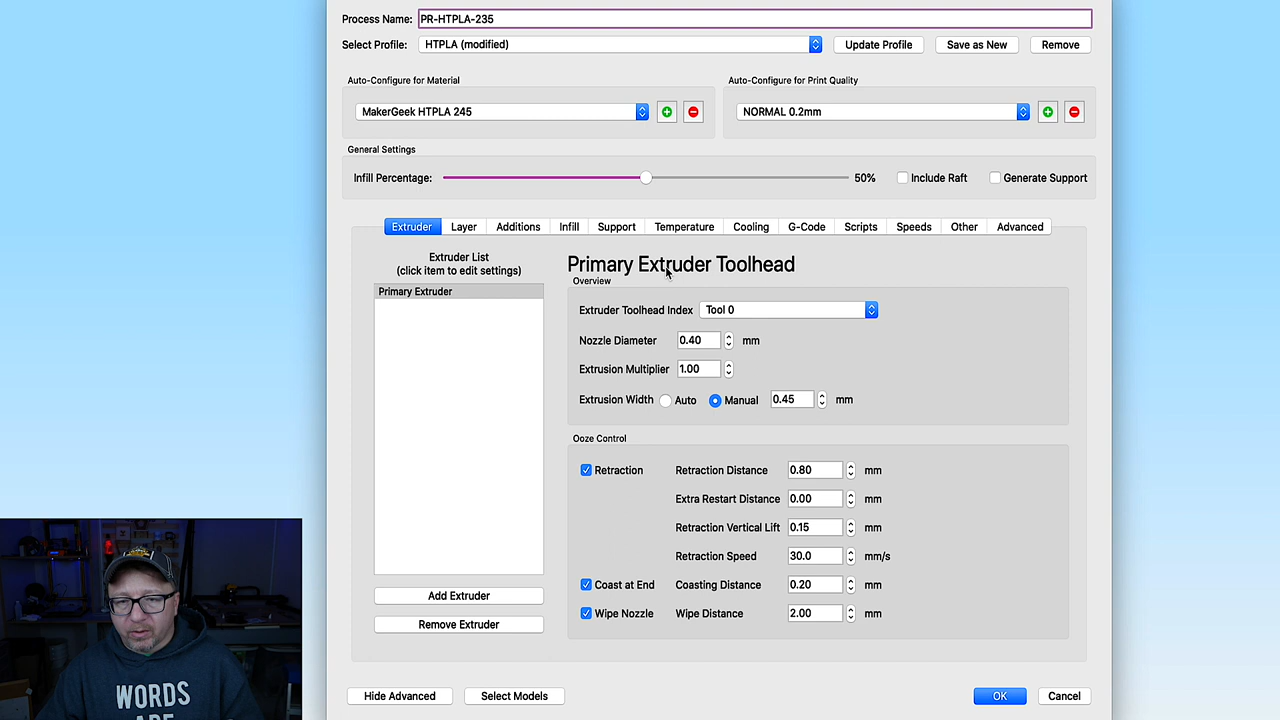 Process Name: PR-HTPLA-235
Select Profile: HTPLA (modified) Update Profile Save as New Remove
Auto-Configure for Material Auto-Configure for Print Quality
MakerGeek HTPLA 245 NORMAL 0.2mm
General Settings
Infill Percentage: 50% Include Raft Generate Support
Extruder Layer Additions Infill Support Temperature Cooling G-Code Scripts Speeds Other Advanced
Extruder List
(click item to edit settings)
Primary Extruder
Add Extruder
Remove Extruder
Primary Extruder Toolhead
Overview
Extruder Toolhead Index Tool 0
Nozzle Diameter 0.40 mm
Extrusion Multiplier 1.00
Extrusion Width Auto Manual 0.45 mm
Ooze Control
Retraction Retraction Distance 0.80 mm
Extra Restart Distance 0.00 mm
Retraction Vertical Lift 0.15 mm
Retraction Speed 30.0 mm/s
Coast at End Coasting Distance 0.20 mm
Wipe Nozzle Wipe Distance 2.00 mm
Hide Advanced Select Models OK Cancel
WORDS
ARE